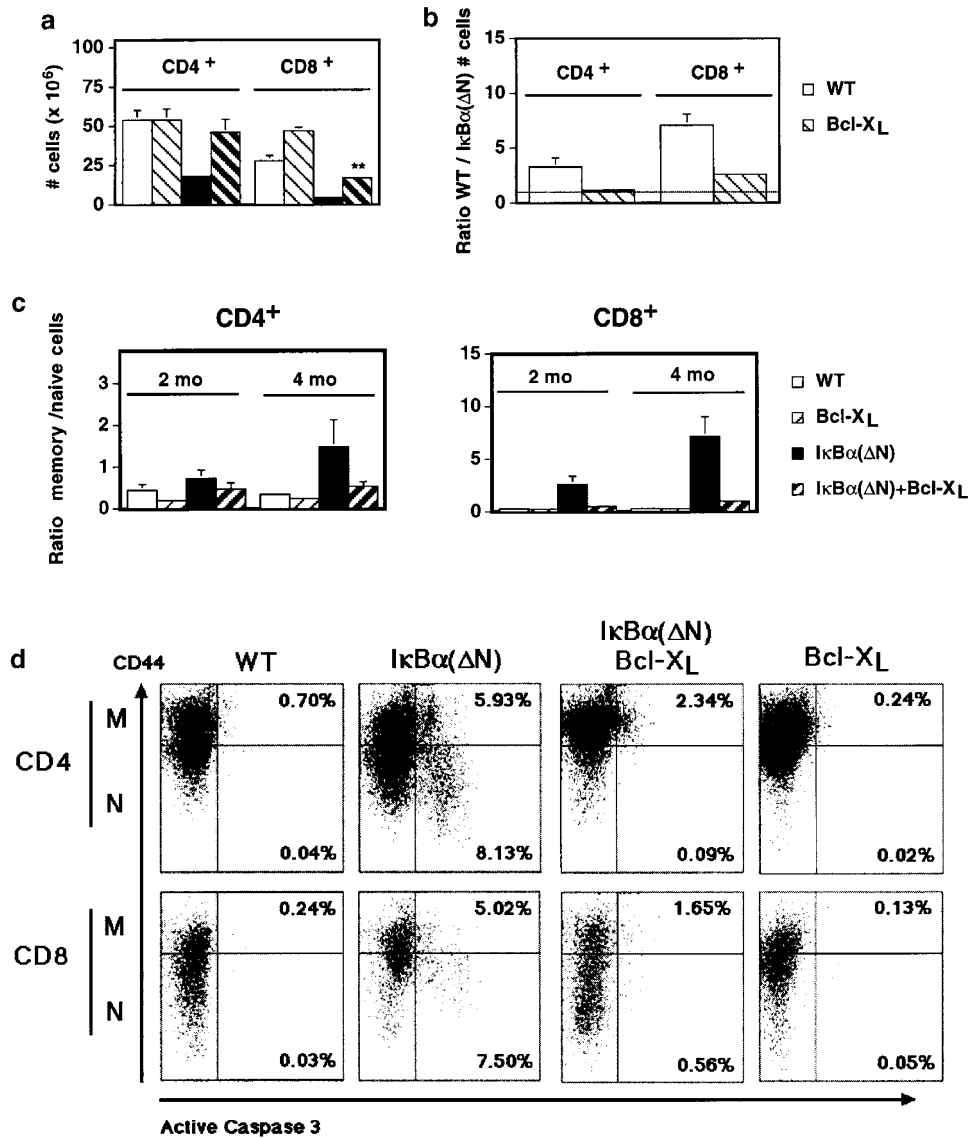 a
# cells (x 10⁶)
100
75
50
25
0
CD4 +
CD8 +
**
b
Ratio WT / IκBα(ΔN) # cells
15
10
5
0
CD4 +
CD8 +
WT
Bcl-XL
c
Ratio memory /naive cells
CD4+
3
2
1
0
2 mo
4 mo
CD8+
15
10
5
0
2 mo
4 mo
WT
Bcl-XL
IκBα(ΔN)
IκBα(ΔN)+Bcl-XL
d
CD44
WT
IκBα(ΔN)
IκBα(ΔN)
Bcl-XL
Bcl-XL
CD4
M
N
0.70%
0.04%
5.93%
8.13%
2.34%
0.09%
0.24%
0.02%
CD8
M
N
0.24%
0.03%
5.02%
7.50%
1.65%
0.56%
0.13%
0.05%
Active Caspase 3